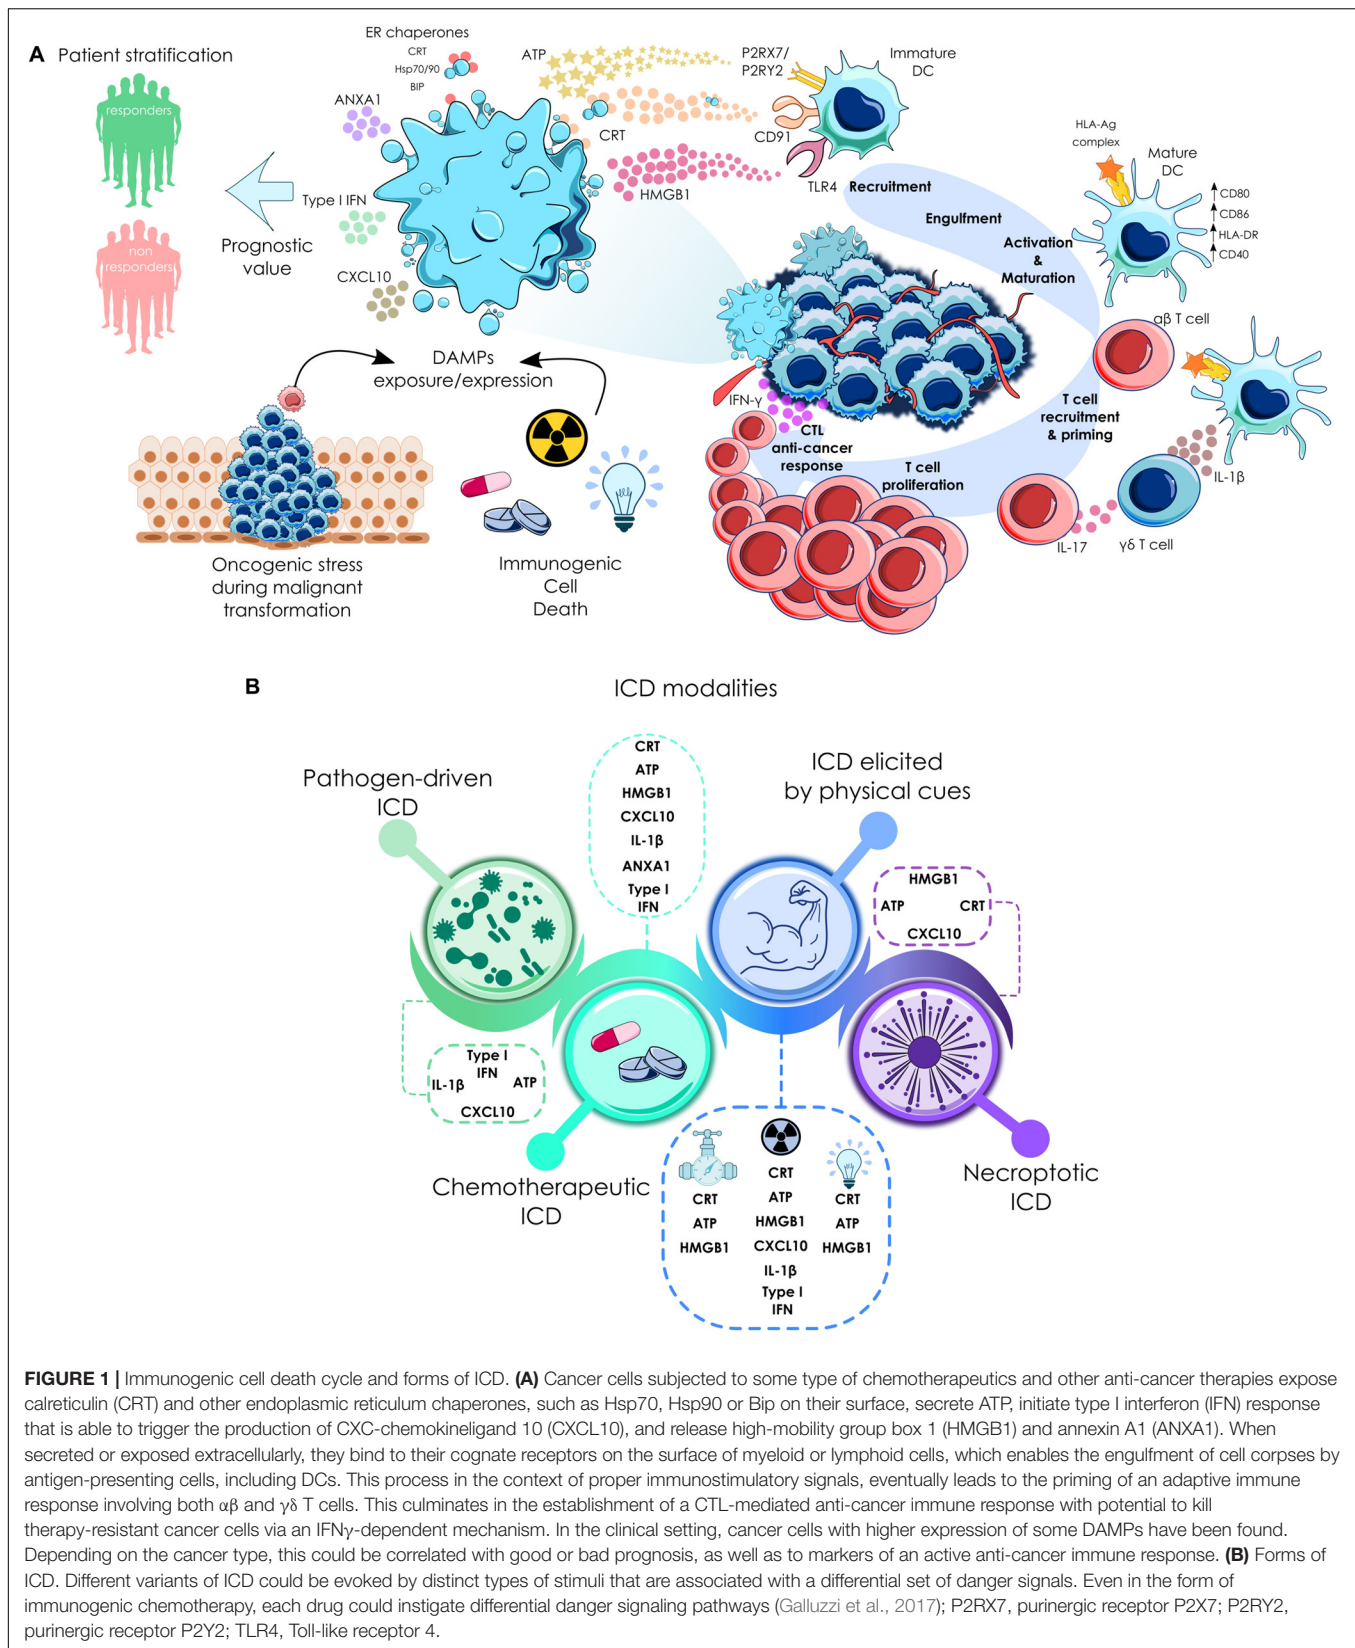 A Patient stratification
responders
non
responders
Prognostic
value
ER chaperones
CRT
Hsp70/90
BIP
ANXA1
Type I IFN
CXCL10
ATP
CRT
HMGB1
P2RX7/
P2RY2
CD91
TLR4
Immature
DC
Recruitment
Engulfment
Activation
&
Maturation
HLA-Ag
complex
Mature
DC
CD80
CD86
HLA-DR
CD40
αβ T cell
T cell
recruitment
& priming
IL-1β
γδ T cell
IL-17
T cell
proliferation
CTL
anti-cancer
response
IFN-γ
DAMPs
exposure/expression
Oncogenic stress
during malignant
transformation
Immunogenic
Cell
Death
B ICD modalities
Pathogen-driven
ICD
CRT
ATP
HMGB1
CXCL10
IL-1β
ANXA1
Type I
IFN
ICD elicited
by physical cues
HMGB1
ATP CRT
CXCL10
Type I
IFN
IL-1β ATP
CXCL10
Chemotherapeutic
ICD
CRT
ATP
HMGB1
CRT
ATP
HMGB1
CXCL10
IL-1β
Type I
IFN
CRT
ATP
HMGB1
Necroptotic
ICD
FIGURE 1 | Immunogenic cell death cycle and forms of ICD. (A) Cancer cells subjected to some type of chemotherapeutics and other anti-cancer therapies expose
calreticulin (CRT) and other endoplasmic reticulum chaperones, such as Hsp70, Hsp90 or Bip on their surface, secrete ATP, initiate type I interferon (IFN) response
that is able to trigger the production of CXC-chemokineligand 10 (CXCL10), and release high-mobility group box 1 (HMGB1) and annexin A1 (ANXA1). When
secreted or exposed extracellularly, they bind to their cognate receptors on the surface of myeloid or lymphoid cells, which enables the engulfment of cell corpses by
antigen-presenting cells, including DCs. This process in the context of proper immunostimulatory signals, eventually leads to the priming of an adaptive immune
response involving both αβ and γδ T cells. This culminates in the establishment of a CTL-mediated anti-cancer immune response with potential to kill
therapy-resistant cancer cells via an IFNγ-dependent mechanism. In the clinical setting, cancer cells with higher expression of some DAMPs have been found.
Depending on the cancer type, this could be correlated with good or bad prognosis, as well as to markers of an active anti-cancer immune response. (B) Forms of
ICD. Different variants of ICD could be evoked by distinct types of stimuli that are associated with a differential set of danger signals. Even in the form of
immunogenic chemotherapy, each drug could instigate differential danger signaling pathways (Galluzzi et al., 2017); P2RX7, purinergic receptor P2X7; P2RY2,
purinergic receptor P2Y2; TLR4, Toll-like receptor 4.